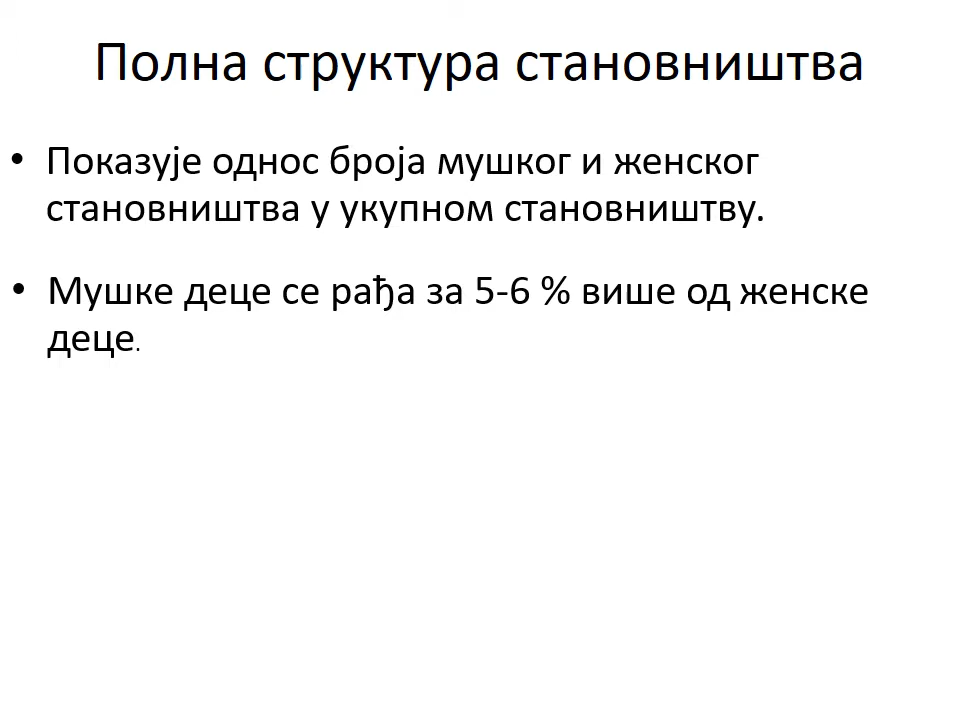 Полна структура становништва
• Показује однос броја мушког и женског
становништва у укупном становништву.
• Мушке деце се рађа за 5-6 % више од женске
деце.